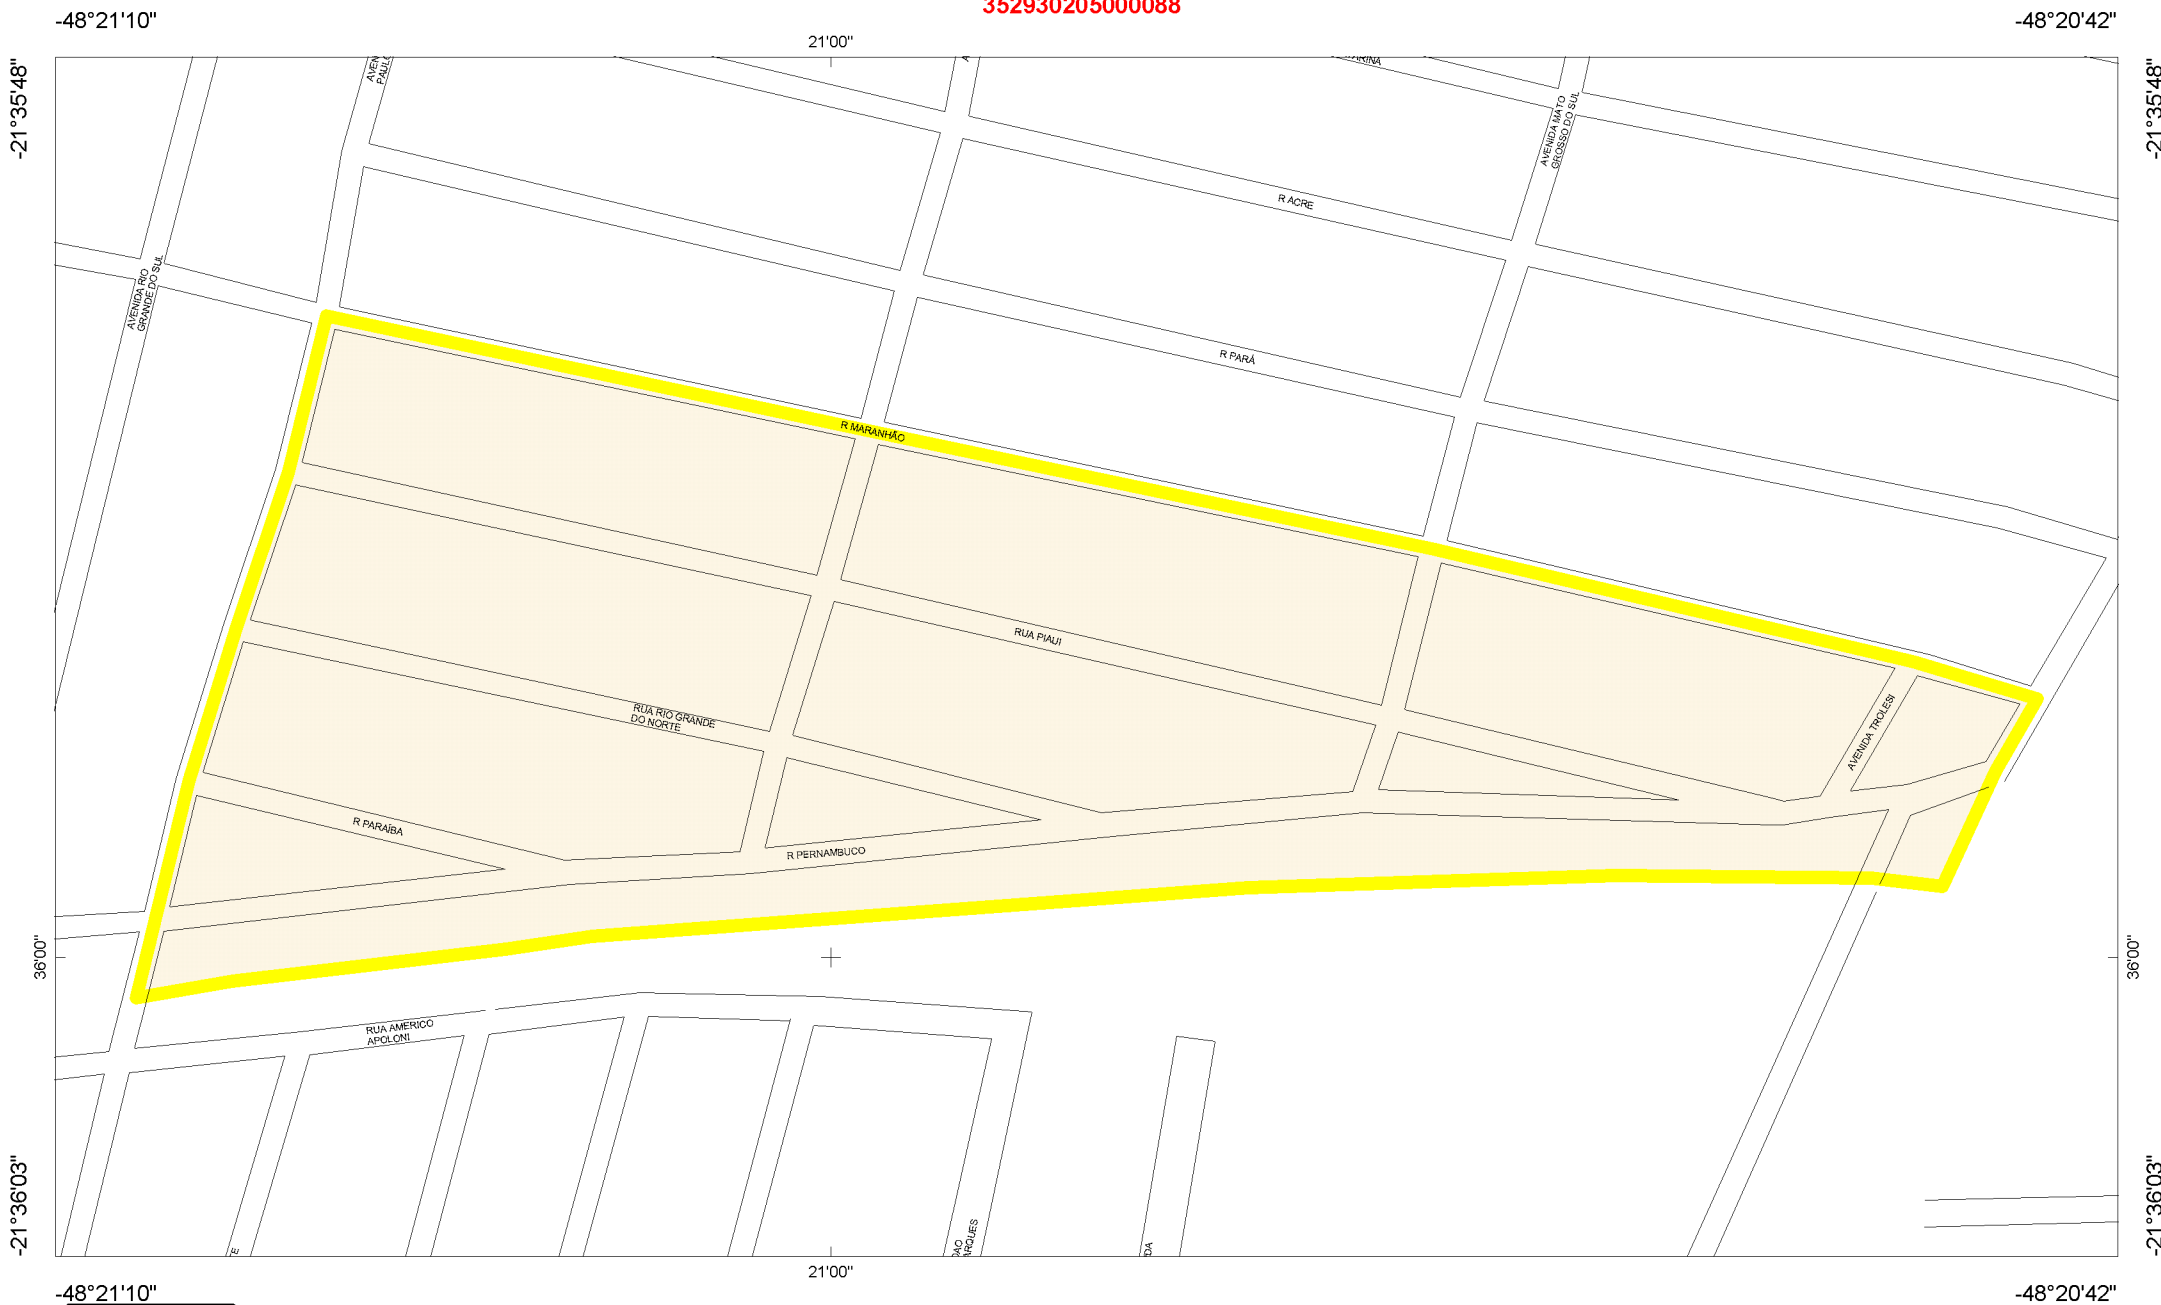 352930205000088
-48°21'10"
-48°20'42"
21'00"
-21°35'48"
-21°35'48"
AVENIDA MATO
GROSSO DO SUL
R ACRE
AVENIDA RIO
GRANDE DO SUL
R PARÁ
R MARANHÃO
RUA PIAUI
RUA RIO GRANDE
DO NORTE
AVENIDA TROLESI
R PARAÍBA
R PERNAMBUCO
36'00"
36'00"
RUA AMERICO
APOLONI
-21°36'03"
-21°36'03"
21'00"
-48°21'10"
-48°20'42"